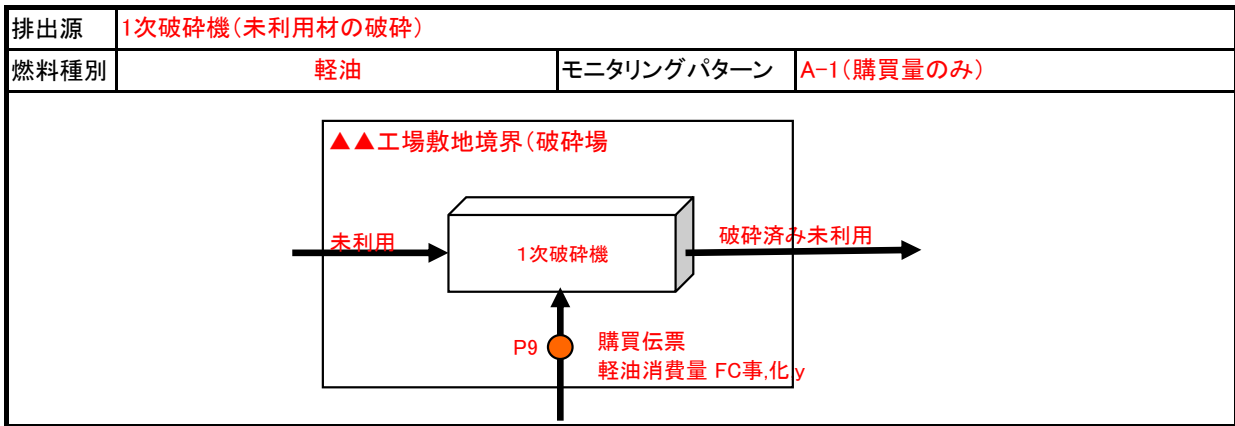 排出源 1次破砕機(未利用材の破砕)
燃料種別 軽油 モニタリングパターン A-1(購買量のみ)
▲▲工場敷地境界(破砕場
未利用
1次破砕機
破砕済み未利用
P9
購買伝票
軽油消費量 FC事,化 y